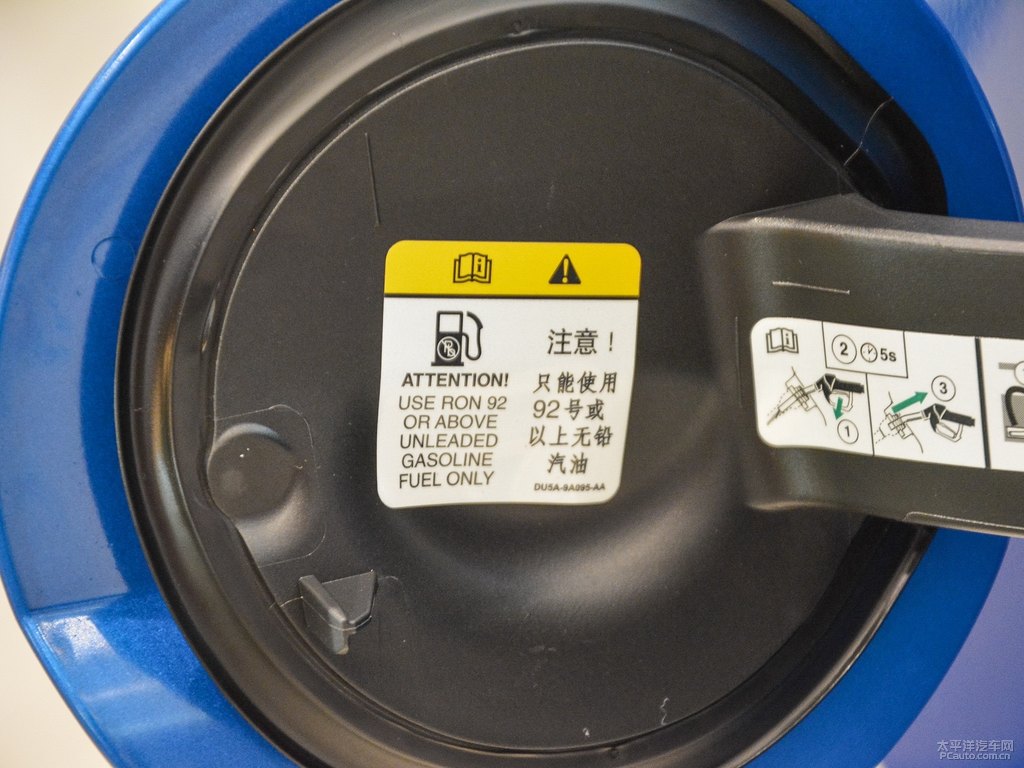 ATTENTION!
USE RON 92
OR ABOVE
UNLEADED
GASOLINE
FUEL ONLY
注意！
只能使用
92号或
以上无铅
汽油
DU5A-9A095-AA
2
5s
1
3
太平洋汽车网
PCauto.com.cn